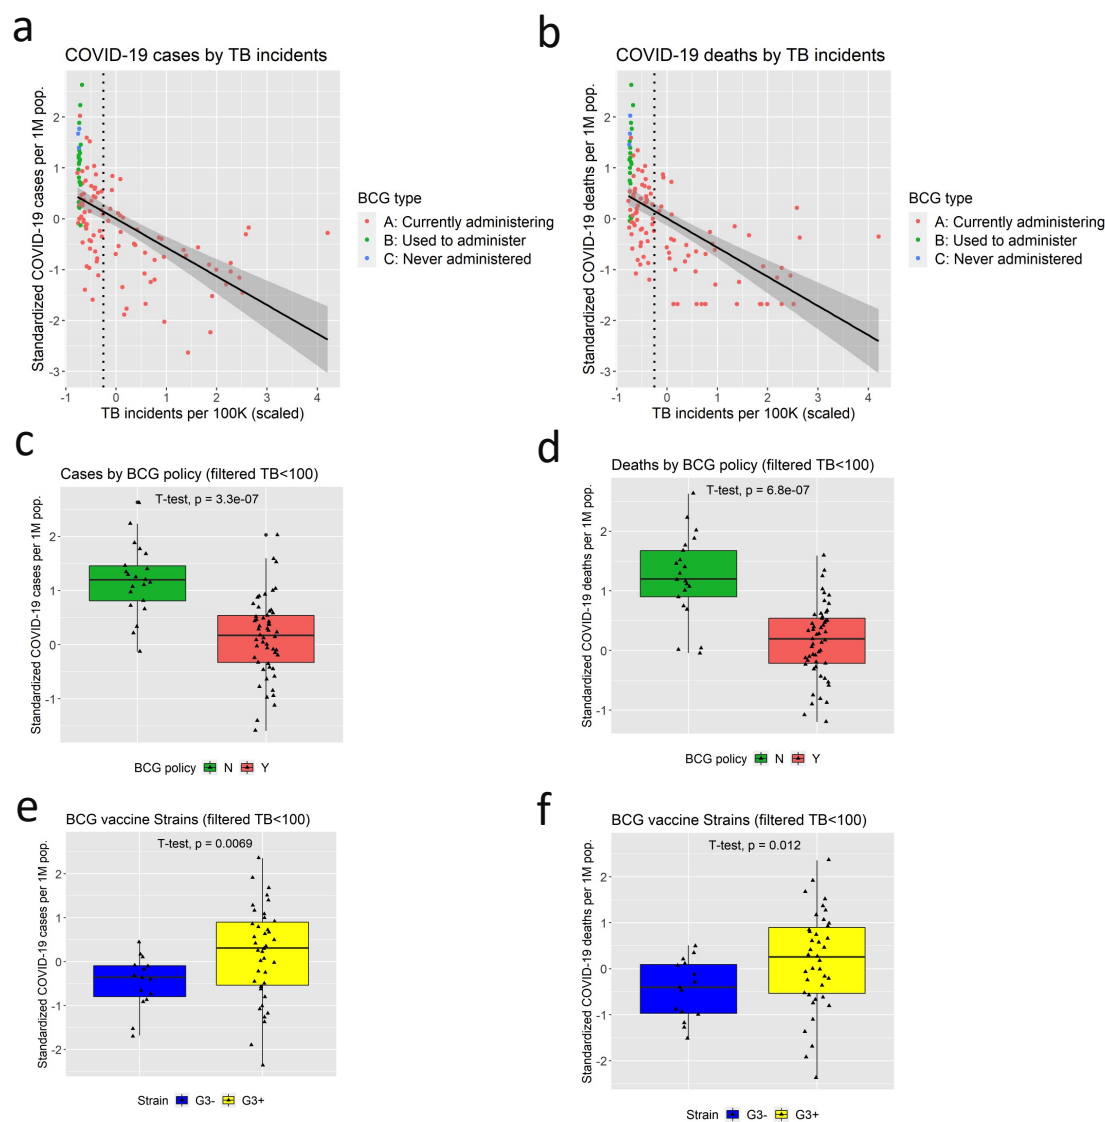 a
COVID-19 cases by TB incidents
Standardized COVID-19 cases per 1M pop.
2
1
0
-1
-2
-3
-1
0
1
2
3
4
TB incidents per 100K (scaled)
BCG type
A: Currently administering
B: Used to administer
C: Never administered
b
COVID-19 deaths by TB incidents
Standardized COVID-19 deaths per 1M pop.
2
1
0
-1
-2
-3
-1
0
1
2
3
4
TB incidents per 100K (scaled)
BCG type
A: Currently administering
B: Used to administer
C: Never administered
c
Cases by BCG policy (filtered TB<100)
T-test, p = 3.3e-07
Standardized COVID-19 cases per 1M pop.
2
1
0
-1
BCG policy N Y
d
Deaths by BCG policy (filtered TB<100)
T-test, p = 6.8e-07
Standardized COVID-19 deaths per 1M pop.
2
1
0
-1
BCG policy N Y
e
BCG vaccine Strains (filtered TB<100)
T-test, p = 0.0069
Standardized COVID-19 cases per 1M pop.
2
1
0
-1
-2
Strain G3- G3+
f
BCG vaccine Strains (filtered TB<100)
T-test, p = 0.012
Standardized COVID-19 deaths per 1M pop.
2
1
0
-1
-2
Strain G3- G3+